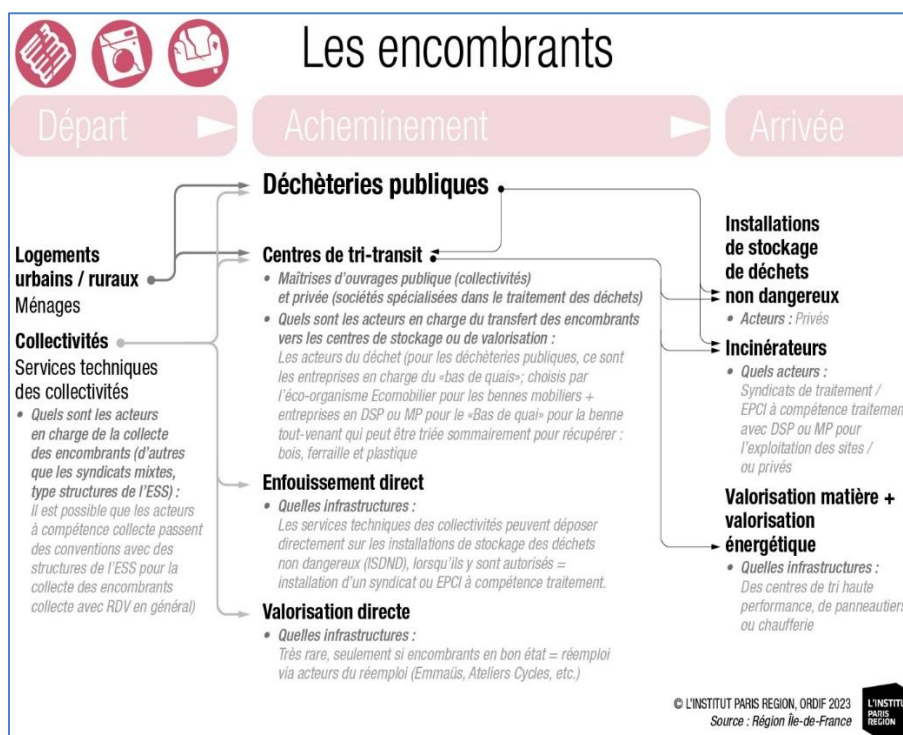 Les encombrants
Départ
Acheminement
Arrivée
Déchèteries publiques
Logements
urbains / ruraux
Ménages
Collectivités
Services techniques
des collectivités
• Quels sont les acteurs
en charge de la collecte
des encombrants (d'autres
que les syndicats mixtes,
type structures de l'ESS) :
Il est possible que les acteurs
à compétence collecte passent
des conventions avec des
structures de l'ESS pour la
collecte des encombrants
collecte avec RDV en général)
Centres de tri-transit
• Maîtrises d'ouvrages publique (collectivités)
et privée (sociétés spécialisées dans le traitement des déchets)
• Quels sont les acteurs en charge du transfert des encombrants
vers les centres de stockage ou de valorisation :
Les acteurs du déchet (pour les déchèteries publiques, ce sont
les entreprises en charge du «bas de quais»; choisis par
l'éco-organisme Ecomobilier pour les bennes mobiliers +
entreprises en DSP ou MP pour le «Bas de quai» pour la benne
tout-venant qui peut être triée sommairement pour récupérer :
bois, ferraille et plastique
Enfouissement direct
• Quelles infrastructures :
Les services techniques des collectivités peuvent déposer
directement sur les installations de stockage des déchets
non dangereux (ISDND), lorsqu'ils y sont autorisés =
installation d'un syndicat ou EPCI à compétence traitement.
Valorisation directe
• Quelles infrastructures :
Très rare, seulement si encombrants en bon état = réemploi
via acteurs du réemploi (Emmaüs, Ateliers Cycles, etc.)
Installations
de stockage
de déchets
non dangereux
• Acteurs : Privés
Incinérateurs
• Quels acteurs :
Syndicats de traitement /
EPCI à compétence traitement
avec DSP ou MP pour
l'exploitation des sites /
ou privés
Valorisation matière +
valorisation
énergétique
• Quelles infrastructures :
Des centres de tri haute
performance, de panneautiers
ou chaufferie
© L'INSTITUT PARIS REGION, ORDIF 2023
Source : Région Île-de-France
L'INSTITU
PARIS
REGION